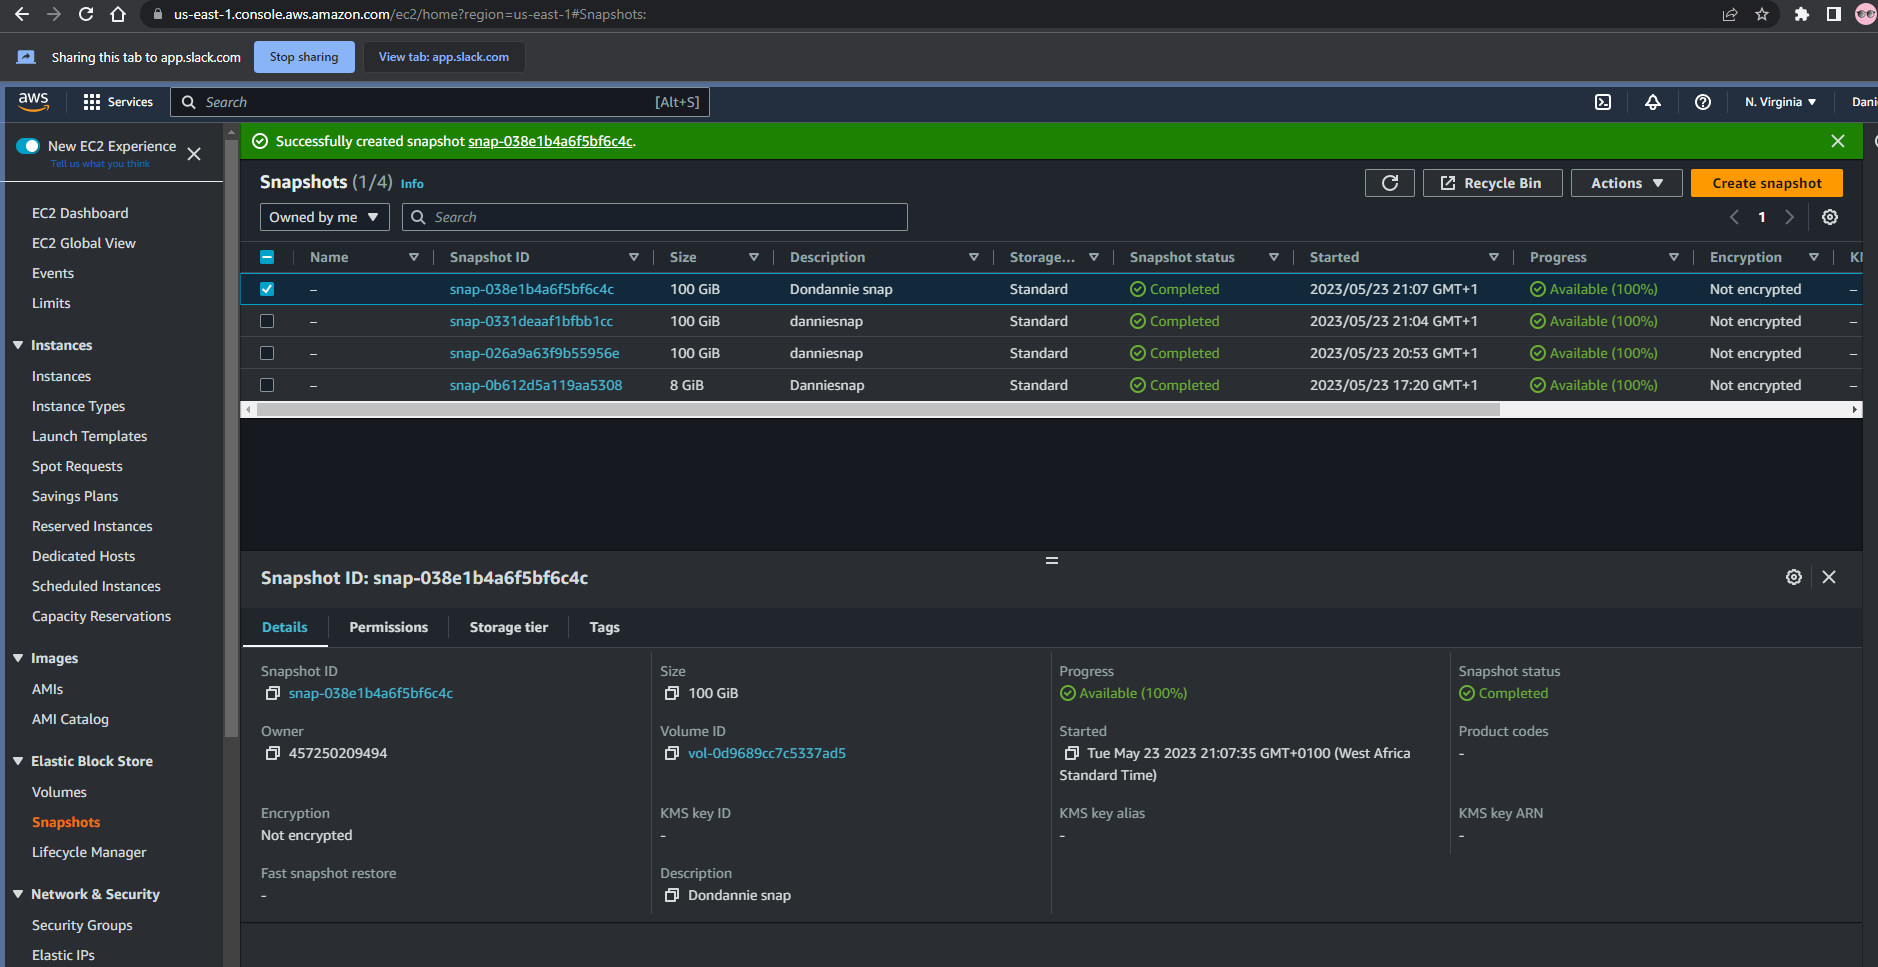 us-east-1.console.aws.amazon.com/ec2/home?region=us-east-1#Snapshots:
Sharing this tab to app.slack.com Stop sharing View tab: app.slack.com
aws Services Search [Alt+S] N. Virginia Dani
New EC2 Experience
Tell us what you think
EC2 Dashboard
EC2 Global View
Events
Limits
Instances
Instances
Instance Types
Launch Templates
Spot Requests
Savings Plans
Reserved Instances
Dedicated Hosts
Scheduled Instances
Capacity Reservations
Images
AMIs
AMI Catalog
Elastic Block Store
Volumes
Snapshots
Lifecycle Manager
Network & Security
Security Groups
Elastic IPs
Successfully created snapshot snap-038e1b4a6f5bf6c4c.
Snapshots (1/4) Info Recycle Bin Actions Create snapshot
Owned by me Search 1
Name Snapshot ID Size Description Storage... Snapshot status Started Progress Encryption KM
– snap-038e1b4a6f5bf6c4c 100 GiB Dondannie snap Standard Completed 2023/05/23 21:07 GMT+1 Available (100%) Not encrypted –
– snap-0331deaaf1bfbb1cc 100 GiB danniesnap Standard Completed 2023/05/23 21:04 GMT+1 Available (100%) Not encrypted –
– snap-026a9a63f9b55956e 100 GiB danniesnap Standard Completed 2023/05/23 20:53 GMT+1 Available (100%) Not encrypted –
– snap-0b612d5a119aa5308 8 GiB Danniesnap Standard Completed 2023/05/23 17:20 GMT+1 Available (100%) Not encrypted –
Snapshot ID: snap-038e1b4a6f5bf6c4c
Details Permissions Storage tier Tags
Snapshot ID
snap-038e1b4a6f5bf6c4c
Size
100 GiB
Progress
Available (100%)
Snapshot status
Completed
Owner
457250209494
Volume ID
vol-0d9689cc7c5337ad5
Started
Tue May 23 2023 21:07:35 GMT+0100 (West Africa
Standard Time)
Product codes
-
Encryption
Not encrypted
KMS key ID
-
KMS key alias
-
KMS key ARN
-
Fast snapshot restore
-
Description
Dondannie snap